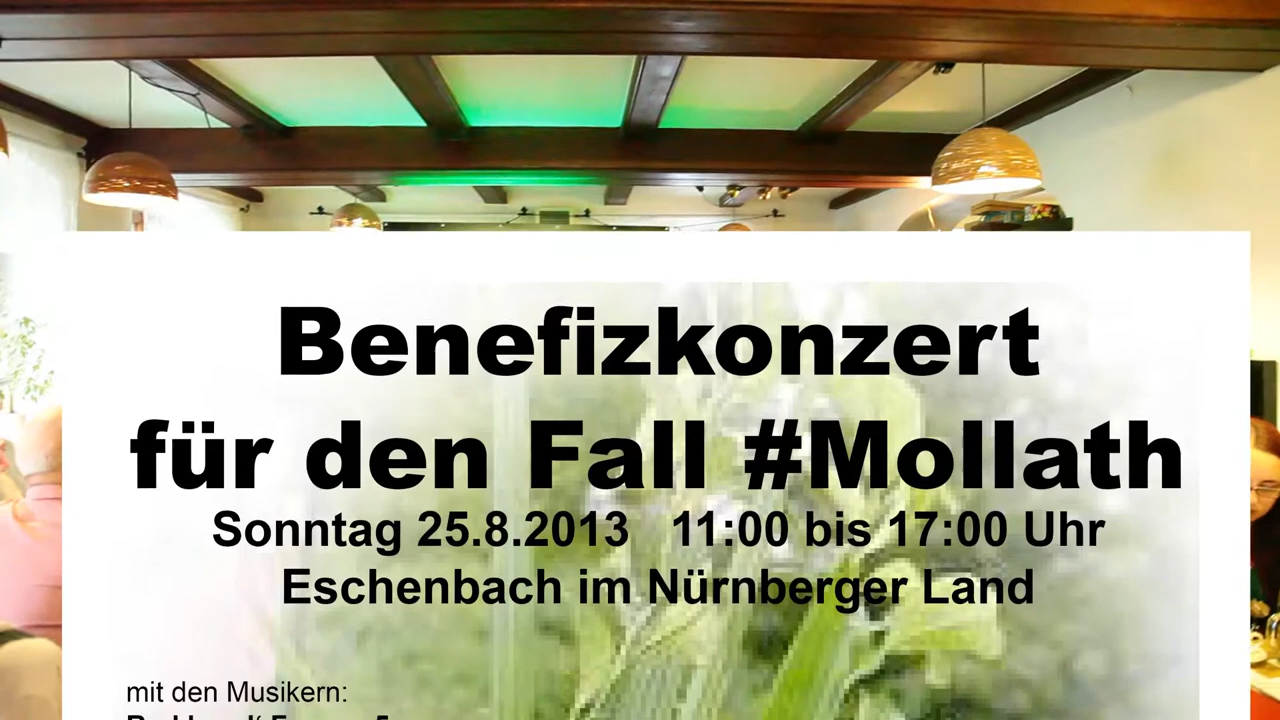 Benefizkonzert
für den Fall #Mollath
Sonntag 25.8.2013 11:00 bis 17:00 Uhr
Eschenbach im Nürnberger Land
mit den Musikern: